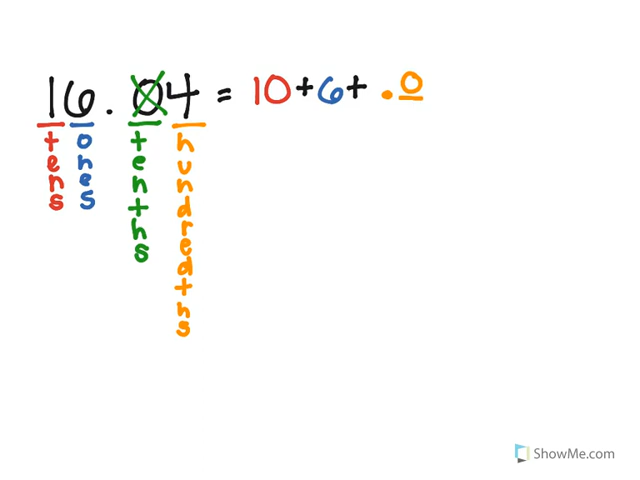 16.04 = 10+6+.0
tens
ones
tenths
hundredths
ShowMe.com